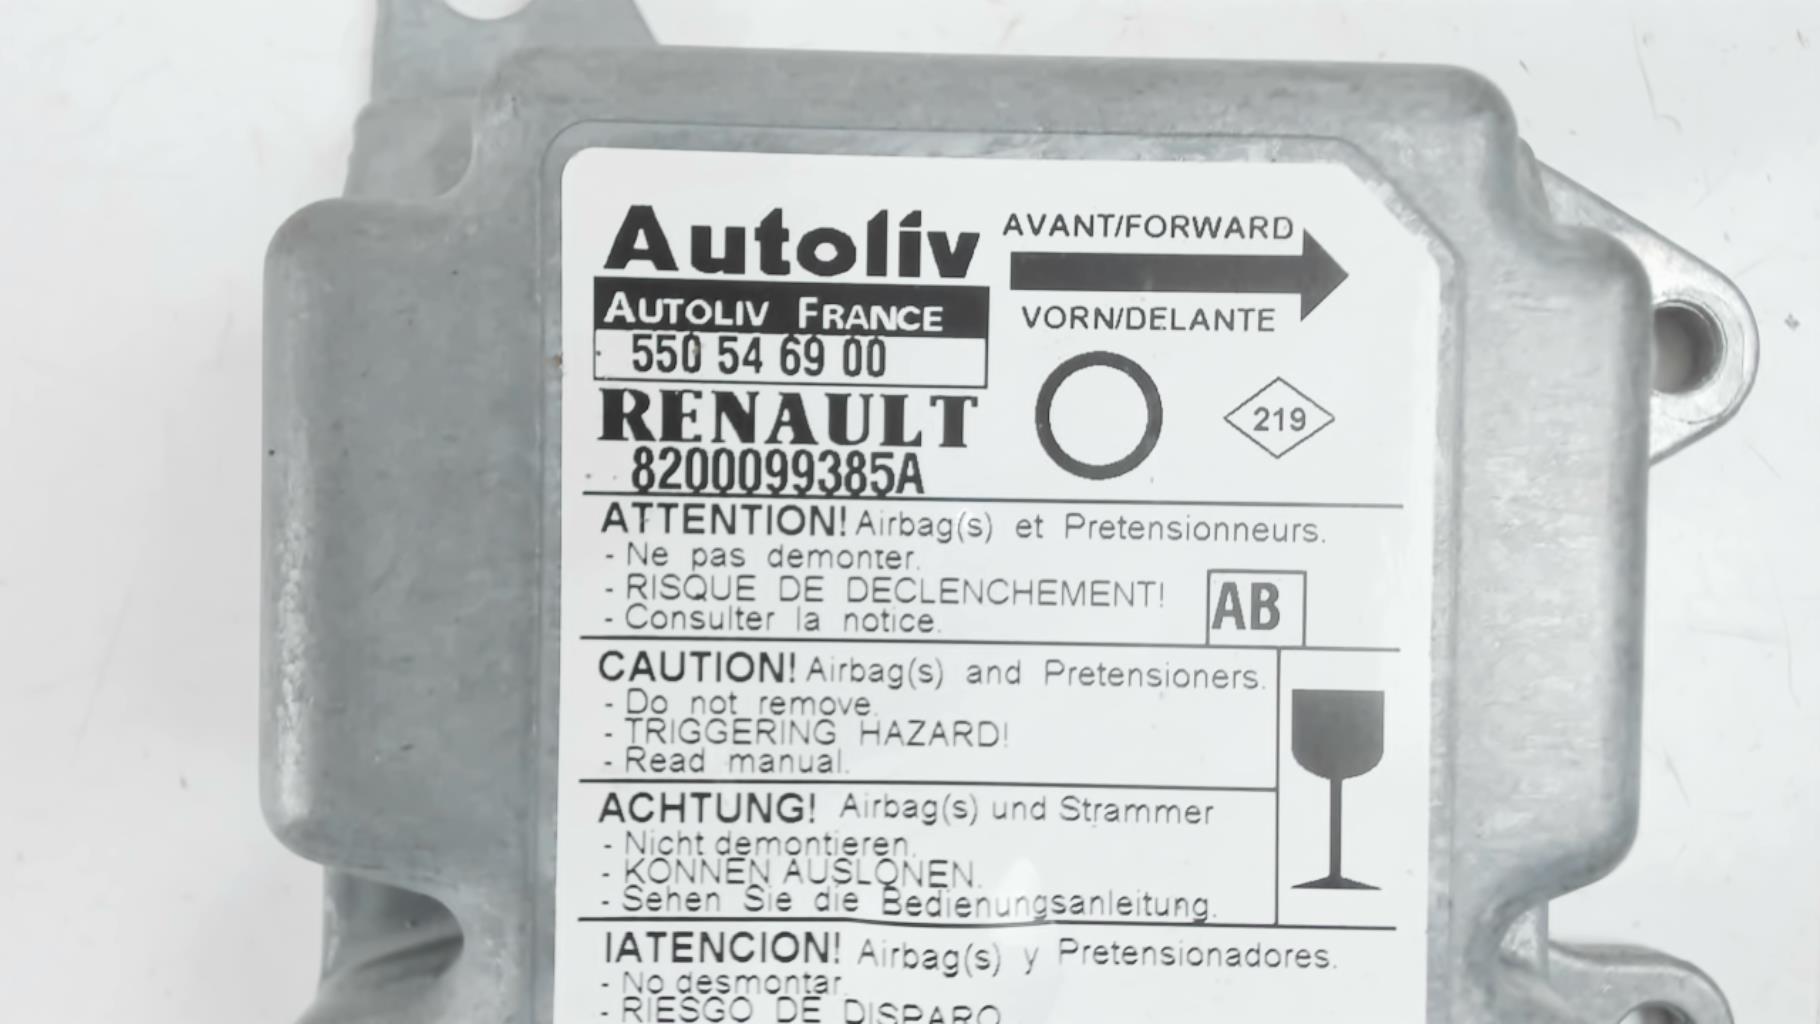 Autoliv
AVANT/FORWARD
AUTOLIV FRANCE
VORN/DELANTE
550 54 69 00
RENAULT
219
8200099385A
ATTENTION! Airbag(s) et Pretensionneurs.
- Ne pas demonter.
- RISQUE DE DECLENCHEMENT!
- Consulter la notice.
AB
CAUTION! Airbag(s) and Pretensioners.
- Do not remove.
- TRIGGERING HAZARD!
- Read manual.
ACHTUNG! Airbag(s) und Strammer
- Nicht demontieren.
- KONNEN AUSLONEN.
- Sehen Sie die Bedienungsanleitung.
IATENCION! Airbag(s) y Pretensionadores.
- No desmontar.
- RIESGO DE DISPARO